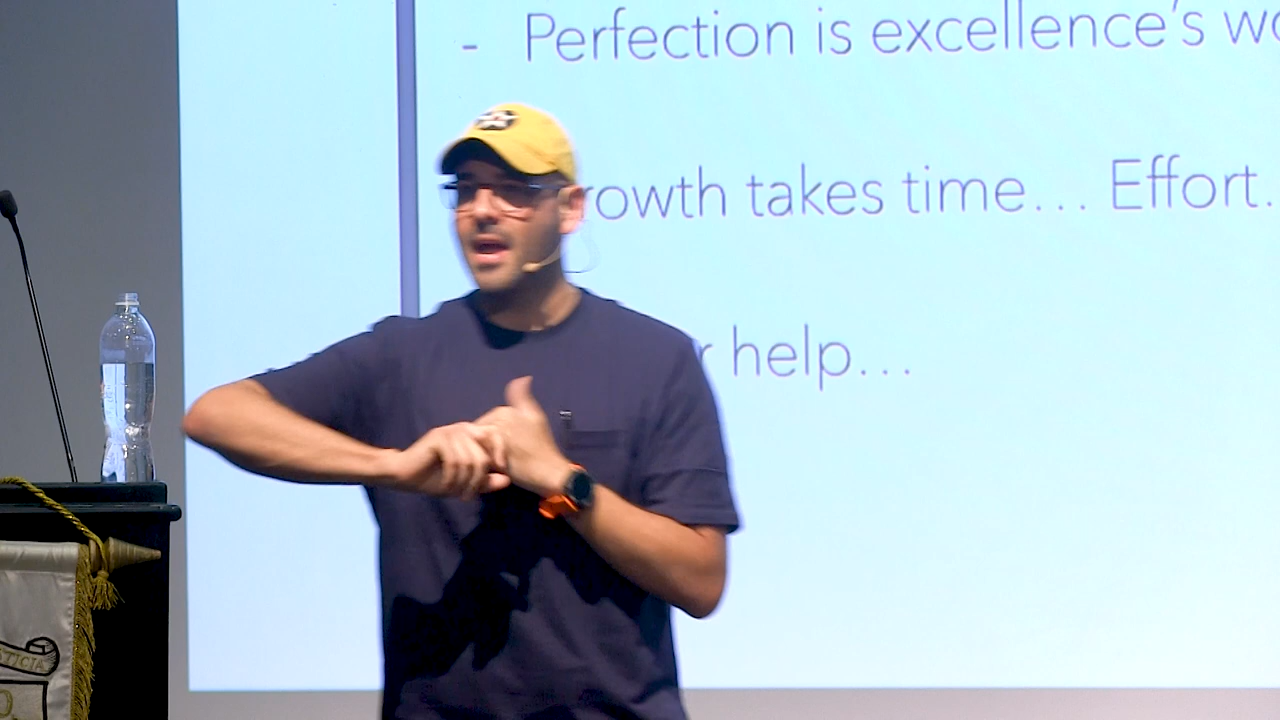 - Perfection is excellence's
rowth takes time... Effort.
help...